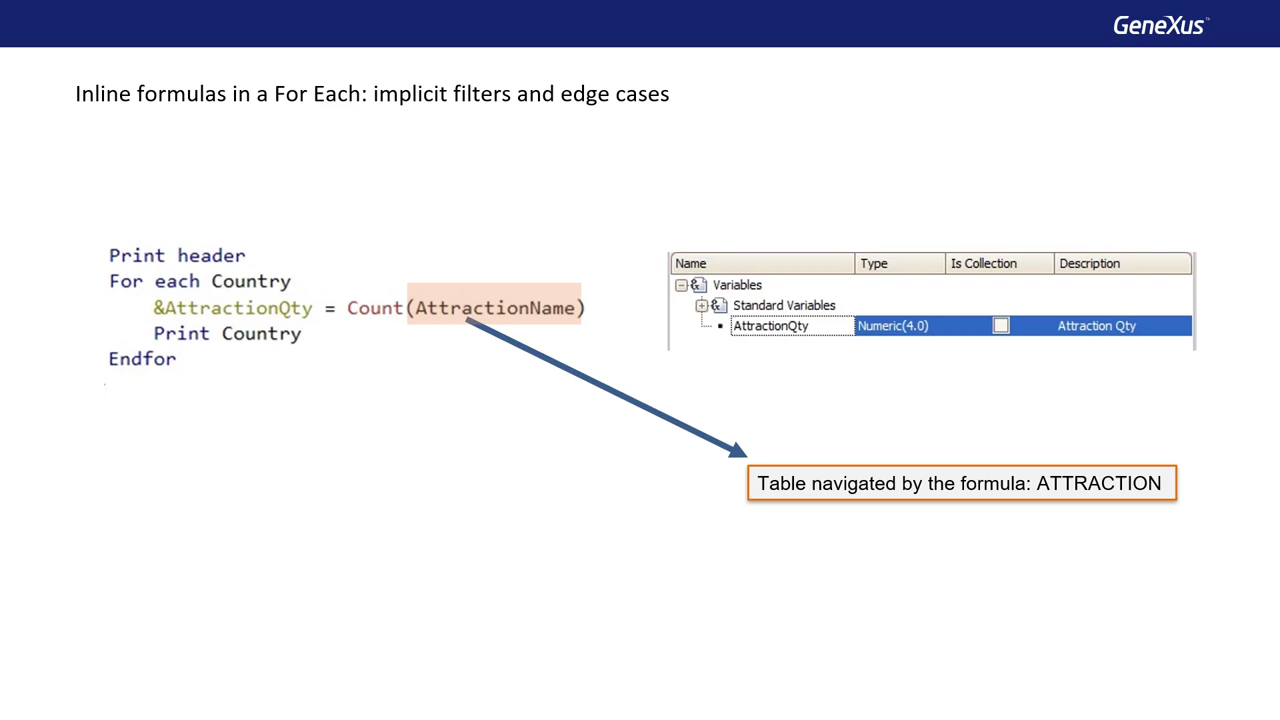 GeneXus™
Inline formulas in a For Each: implicit filters and edge cases
Print header
For each Country
&AttractionQty = Count(AttractionName)
Print Country
Endfor
Name Type Is Collection Description
Variables
Standard Variables
AttractionQty Numeric(4.0) Attraction Qty
Table navigated by the formula: ATTRACTION